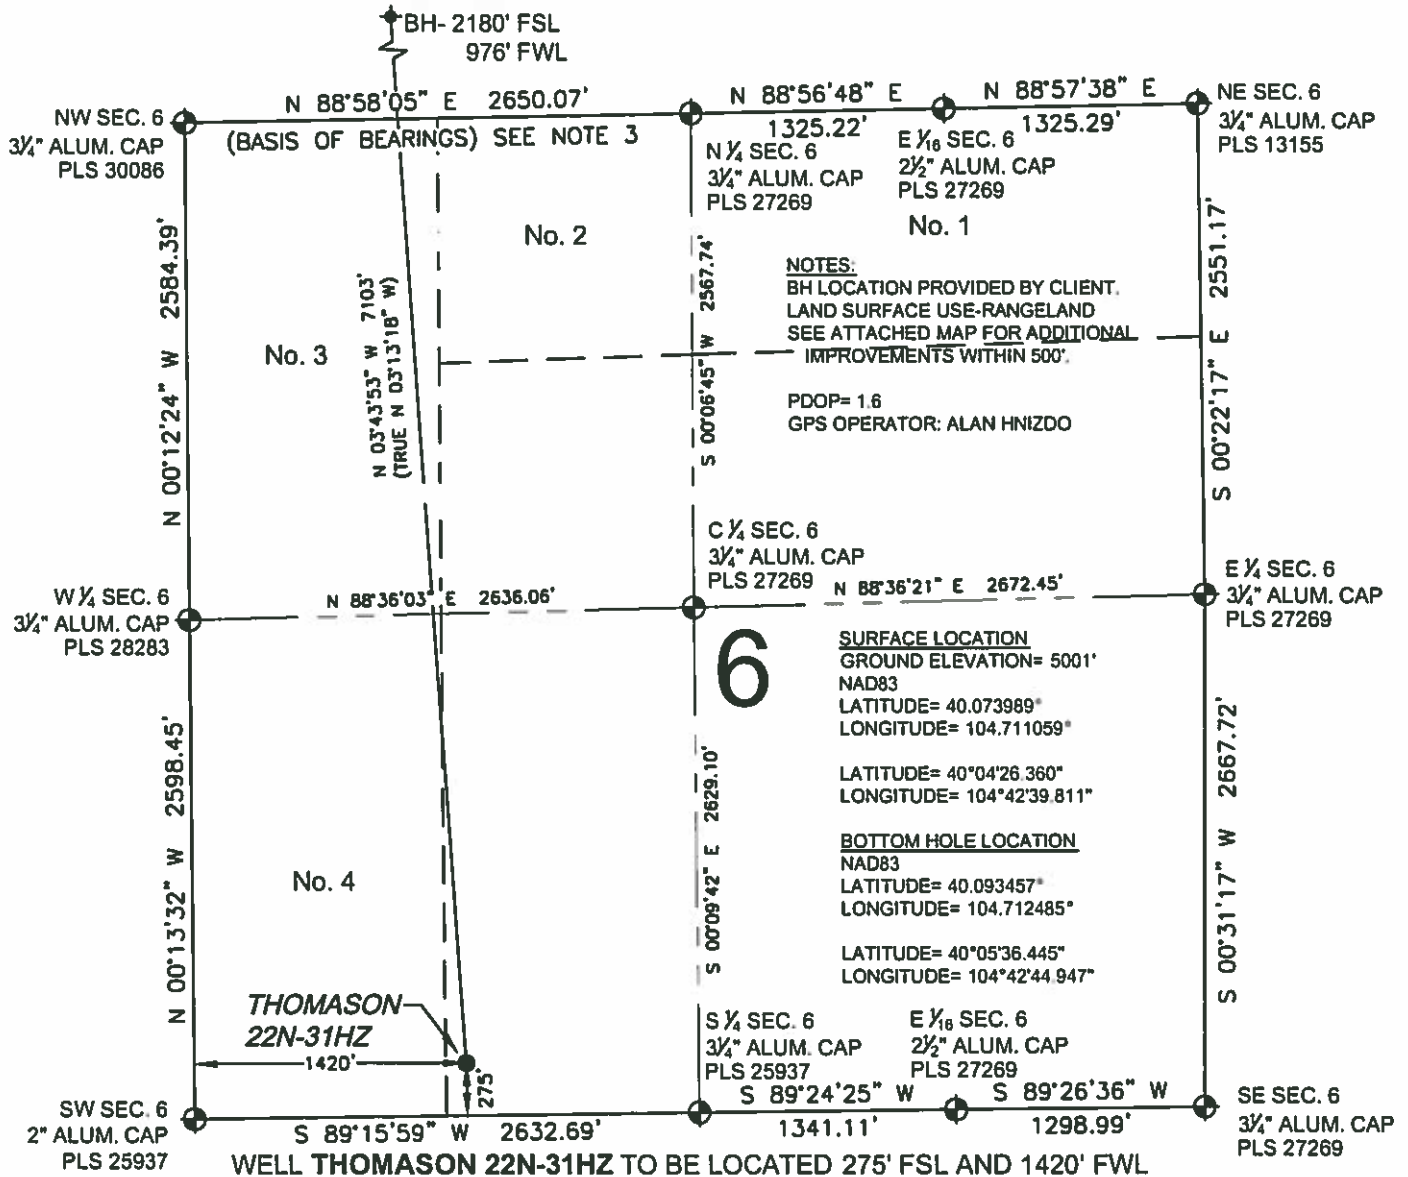 BH- 2180' FSL
976' FWL
N 88°58'05" E 2650.07'
(BASIS OF BEARINGS) SEE NOTE 3
N 88°56'48" E
1325.22'
N 88°57'38" E
1325.29'
NW SEC. 6
3¼" ALUM. CAP
PLS 30086
N ¼ SEC. 6
3¼" ALUM. CAP
PLS 27269
E 1/16 SEC. 6
2½" ALUM. CAP
PLS 27269
NE SEC. 6
3¼" ALUM. CAP
PLS 13155
No. 2
No. 1
No. 3
N 00°12'24" W 2584.39'
N 03°43'53" W 7103'
(TRUE N 03°13'18" W)
S 00°06'45" W 2567.74'
S 00°22'17" E 2551.17'
NOTES:
BH LOCATION PROVIDED BY CLIENT.
LAND SURFACE USE-RANGELAND
SEE ATTACHED MAP FOR ADDITIONAL
IMPROVEMENTS WITHIN 500'.
PDOP= 1.6
GPS OPERATOR: ALAN HNIZDO
W ¼ SEC. 6
3¼" ALUM. CAP
PLS 28283
N 88°36'03" E 2636.06'
C ¼ SEC. 6
3¼" ALUM. CAP
PLS 27269
N 88°36'21" E 2672.45'
E ¼ SEC. 6
3¼" ALUM. CAP
PLS 27269
6
SURFACE LOCATION
GROUND ELEVATION= 5001'
NAD83
LATITUDE= 40.073989°
LONGITUDE= 104.711059°
LATITUDE= 40°04'26.360"
LONGITUDE= 104°42'39.811"
BOTTOM HOLE LOCATION
NAD83
LATITUDE= 40.093457°
LONGITUDE= 104.712485°
LATITUDE= 40°05'36.445"
LONGITUDE= 104°42'44.947"
N 00°13'32" W 2598.45'
No. 4
S 00°09'42" E 2629.10'
S 00°31'17" W 2667.72'
THOMASON
22N-31HZ
1420'
275'
SW SEC. 6
2" ALUM. CAP
PLS 25937
S 89°15'59" W 2632.69'
S ¼ SEC. 6
3¼" ALUM. CAP
PLS 25937
E 1/16 SEC. 6
2½" ALUM. CAP
PLS 27269
S 89°24'25" W
1341.11'
S 89°26'36" W
1298.99'
SE SEC. 6
3¼" ALUM. CAP
PLS 27269
WELL THOMASON 22N-31HZ TO BE LOCATED 275' FSL AND 1420' FWL